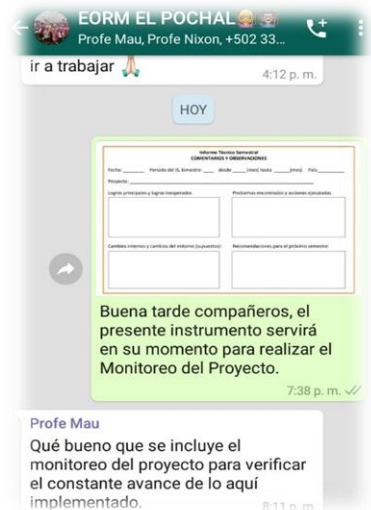 EORM EL POCHAL
Profe Mau, Profe Nixon, +502 33...
ir a trabajar
4:12 p. m.
HOY
Informe Técnico Semestral
COMENTARIOS Y OBSERVACIONES
Fecha: Período del IS, Semestre: desde (mes) hasta (mes) País
Proyecto:
Logros principales y logros inesperados Problemas encontrados y acciones ejecutadas
Cambios internos y cambios del entorno (supuestos): Recomendaciones para el próximo semestre:
Buena tarde compañeros, el
presente instrumento servirá
en su momento para realizar el
Monitoreo del Proyecto.
7:38 p. m.
Profe Mau
Qué bueno que se incluye el
monitoreo del proyecto para verificar
el constante avance de lo aquí
implementado.
8:11 p. m.